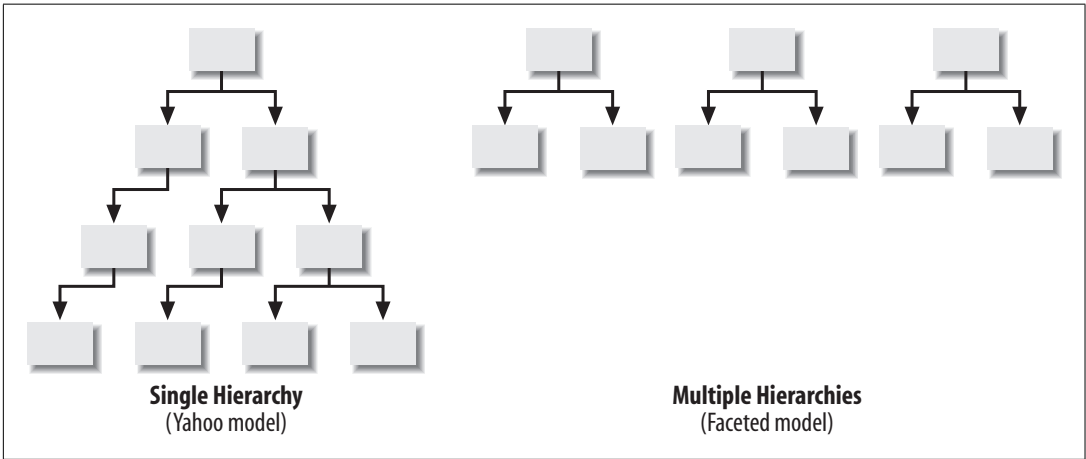 Single Hierarchy
(Yahoo model)
Multiple Hierarchies
(Faceted model)